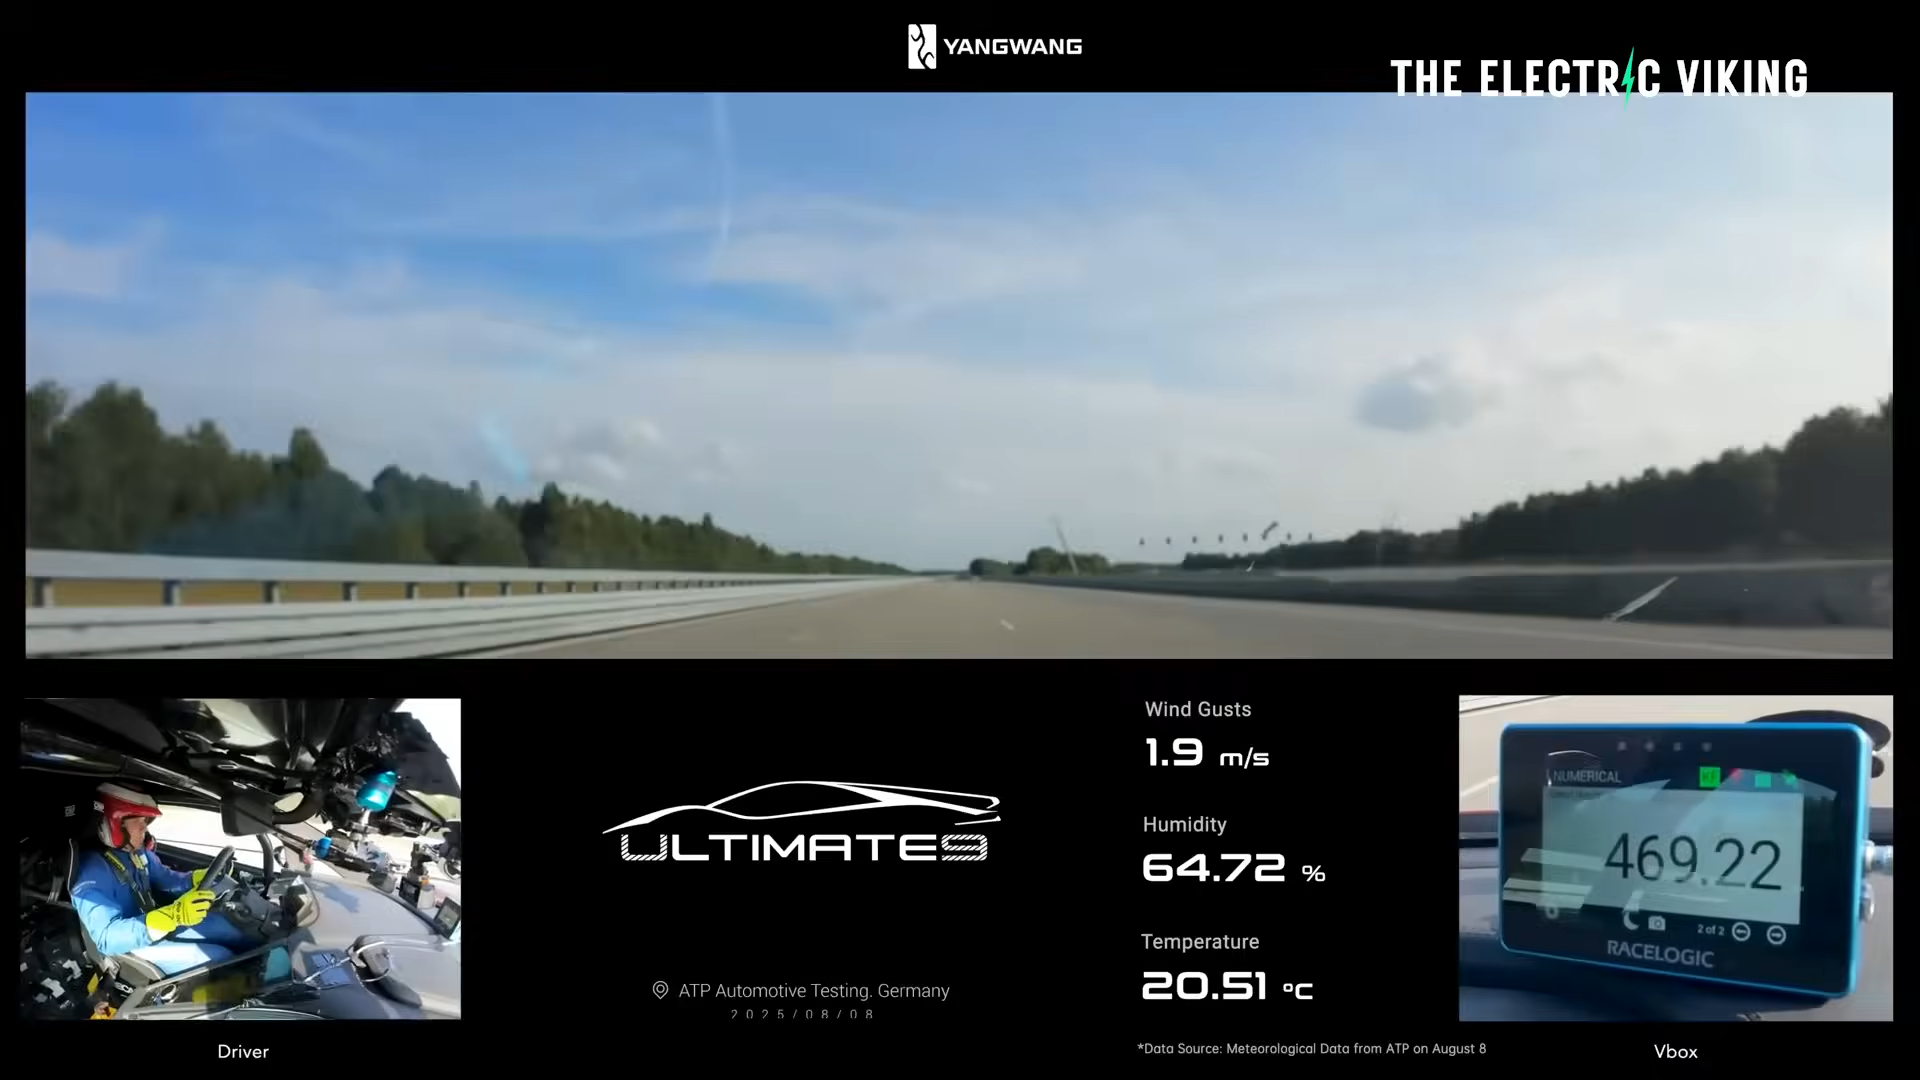 YANGWANG
THE ELECTRIC VIKING
Wind Gusts
1.9 m/s
Humidity
64.72 %
Temperature
20.51 °C
ULTIMATE9
ATP Automotive Testing. Germany
2025/08/08
*Data Source: Meteorological Data from ATP on August 8
Driver
NUMERICAL
469.22
2 of 2
RACELOGIC
Vbox